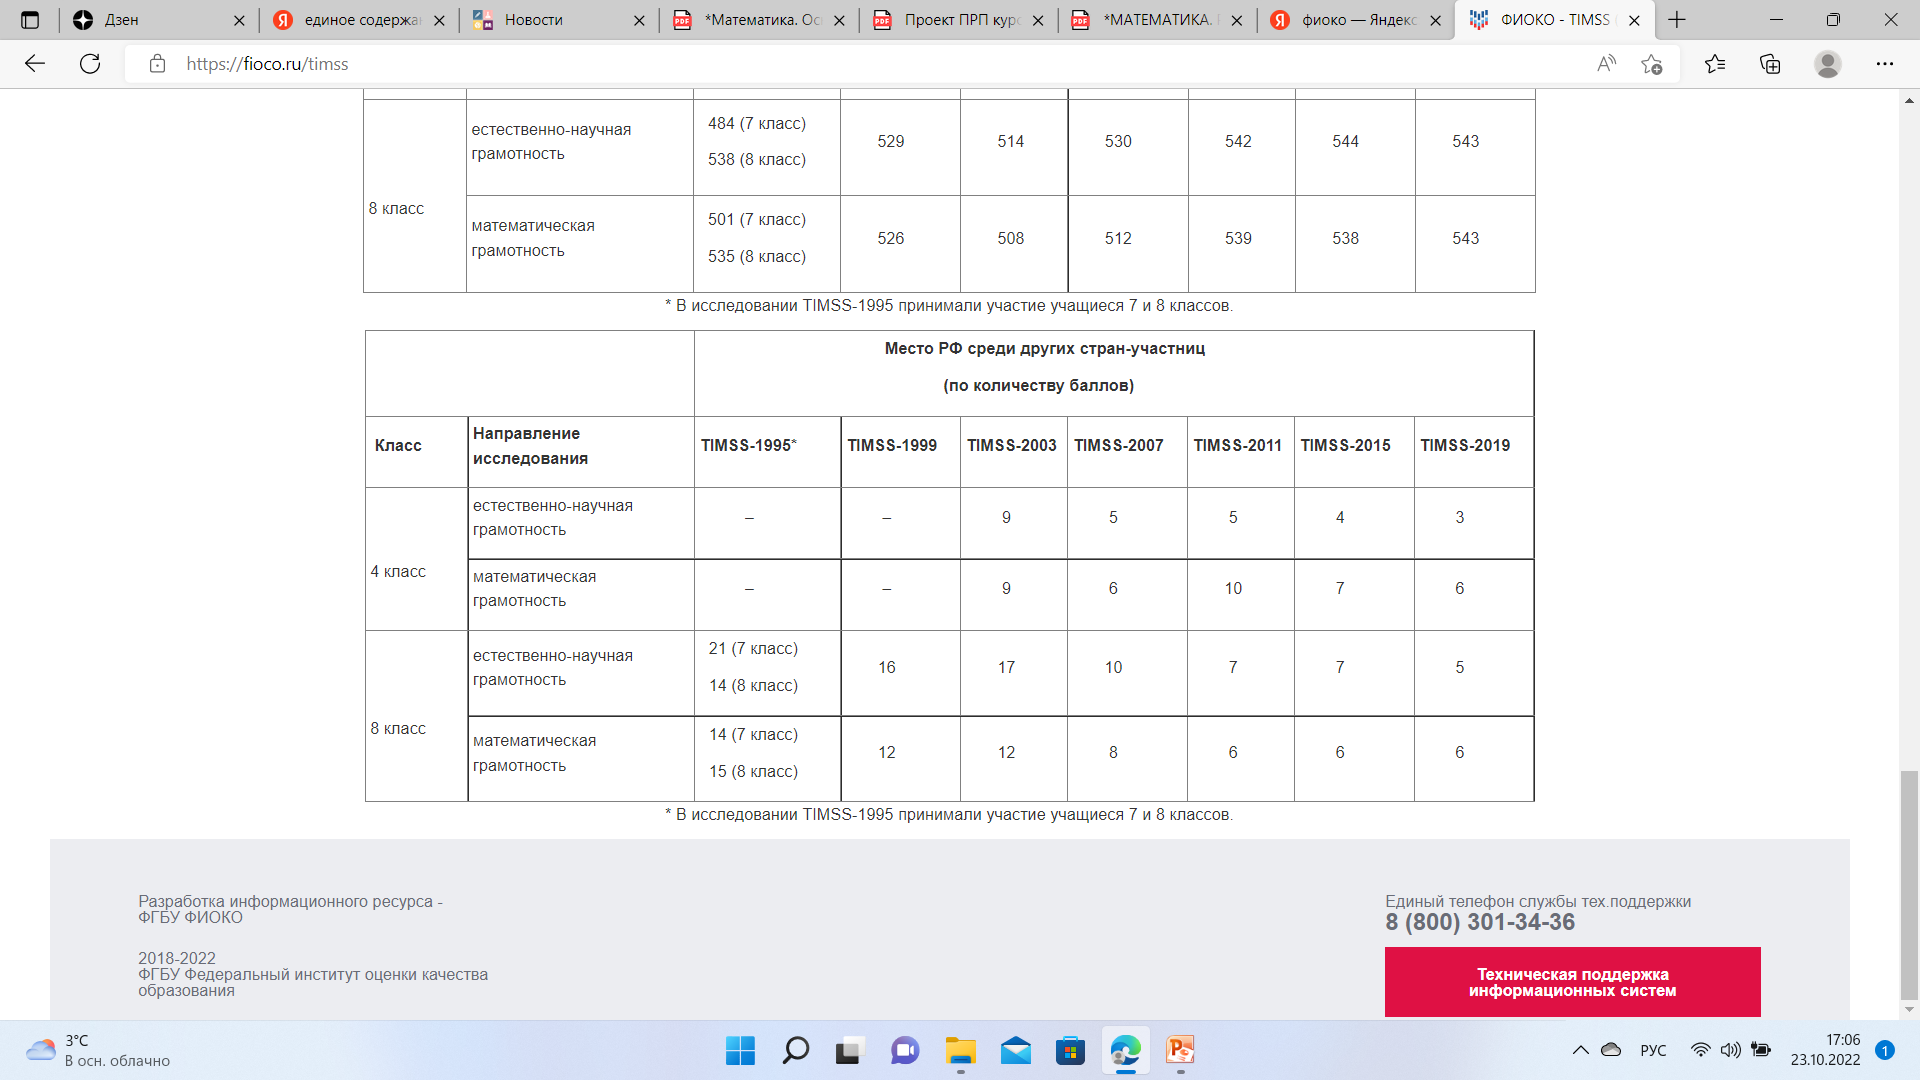 Дзен
единое содержан
Новости
*Математика. Ос
Проект ПРП кур
*МАТЕМАТИКА.
фиоко — Яндекс
ФИОКО - TIMSS
https://fioco.ru/timss
8 класс
естественно-научная
грамотность
484 (7 класс)
538 (8 класс)
529
514
530
542
544
543
математическая
грамотность
501 (7 класс)
535 (8 класс)
526
508
512
539
538
543
* В исследовании TIMSS-1995 принимали участие учащиеся 7 и 8 классов.
Место РФ среди других стран-участниц
(по количеству баллов)
Класс
Направление
исследования
TIMSS-1995*
TIMSS-1999
TIMSS-2003
TIMSS-2007
TIMSS-2011
TIMSS-2015
TIMSS-2019
4 класс
естественно-научная
грамотность
–
–
9
5
5
4
3
математическая
грамотность
–
–
9
6
10
7
6
8 класс
естественно-научная
грамотность
21 (7 класс)
14 (8 класс)
16
17
10
7
7
5
математическая
грамотность
14 (7 класс)
15 (8 класс)
12
12
8
6
6
6
* В исследовании TIMSS-1995 принимали участие учащиеся 7 и 8 классов.
Разработка информационного ресурса -
ФГБУ ФИОКО
2018-2022
ФГБУ Федеральный институт оценки качества
образования
Единый телефон службы тех.поддержки
8 (800) 301-34-36
Техническая поддержка
информационных систем
3°C
В осн. облачно
РУС
17:06
23.10.2022
1